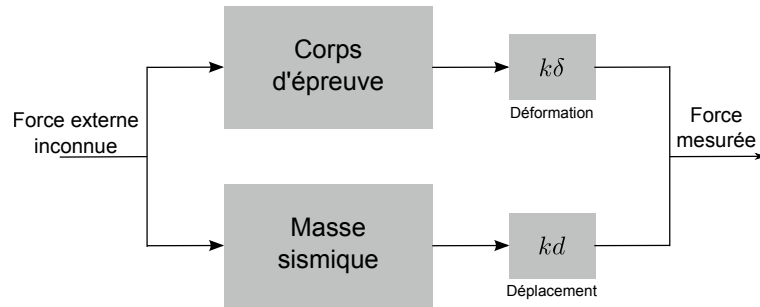 Force externe
inconnue
Corps
d'épreuve
kδ
Déformation
Masse
sismique
kd
Déplacement
Force
mesurée